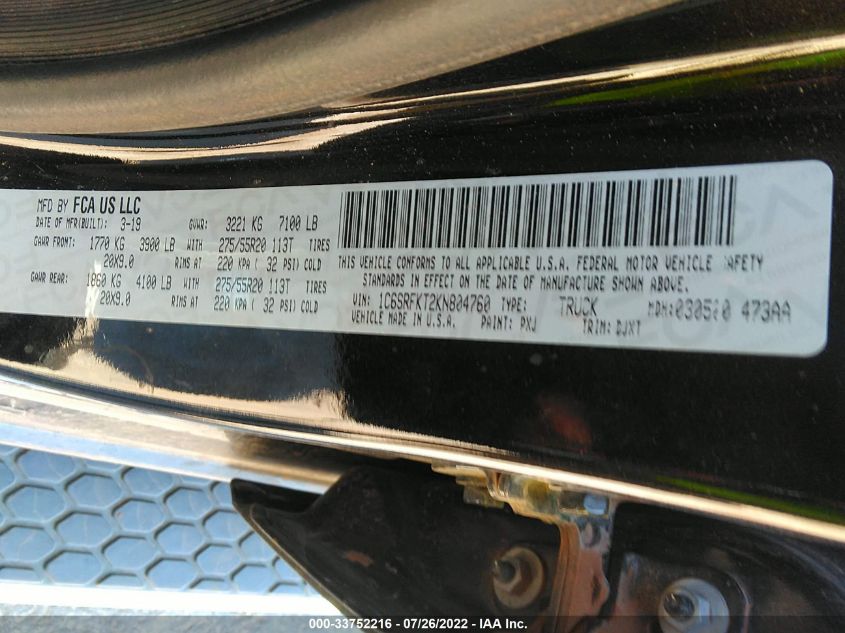 MFD BY FCA US LLC
DATE OF MFR(BUILT): 3-19 GVWR: 3221 KG 7100 LB
GAWR FRONT: 1770 KG 3900 LB WITH 275/55R20 113T TIRES
20X9.0 RIMS AT 220 KPA ( 32 PSI) COLD
GAWR REAR: 1860 KG 4100 LB WITH 275/55R20 113T TIRES
20X9.0 RIMS AT 220 KPA ( 32 PSI) COLD
THIS VEHICLE CONFORMS TO ALL APPLICABLE U.S.A. FEDERAL MOTOR VEHICLE SAFETY
STANDARDS IN EFFECT ON THE DATE OF MANUFACTURE SHOWN ABOVE.
VIN: 1C6SRFKT2KN804760 TYPE: TRUCK MDH: 473AA
VEHICLE MADE IN U.S.A. PAINT: PXJ TRIM: DJXT
000-33752216 - 07/26/2022 - IAA Inc.